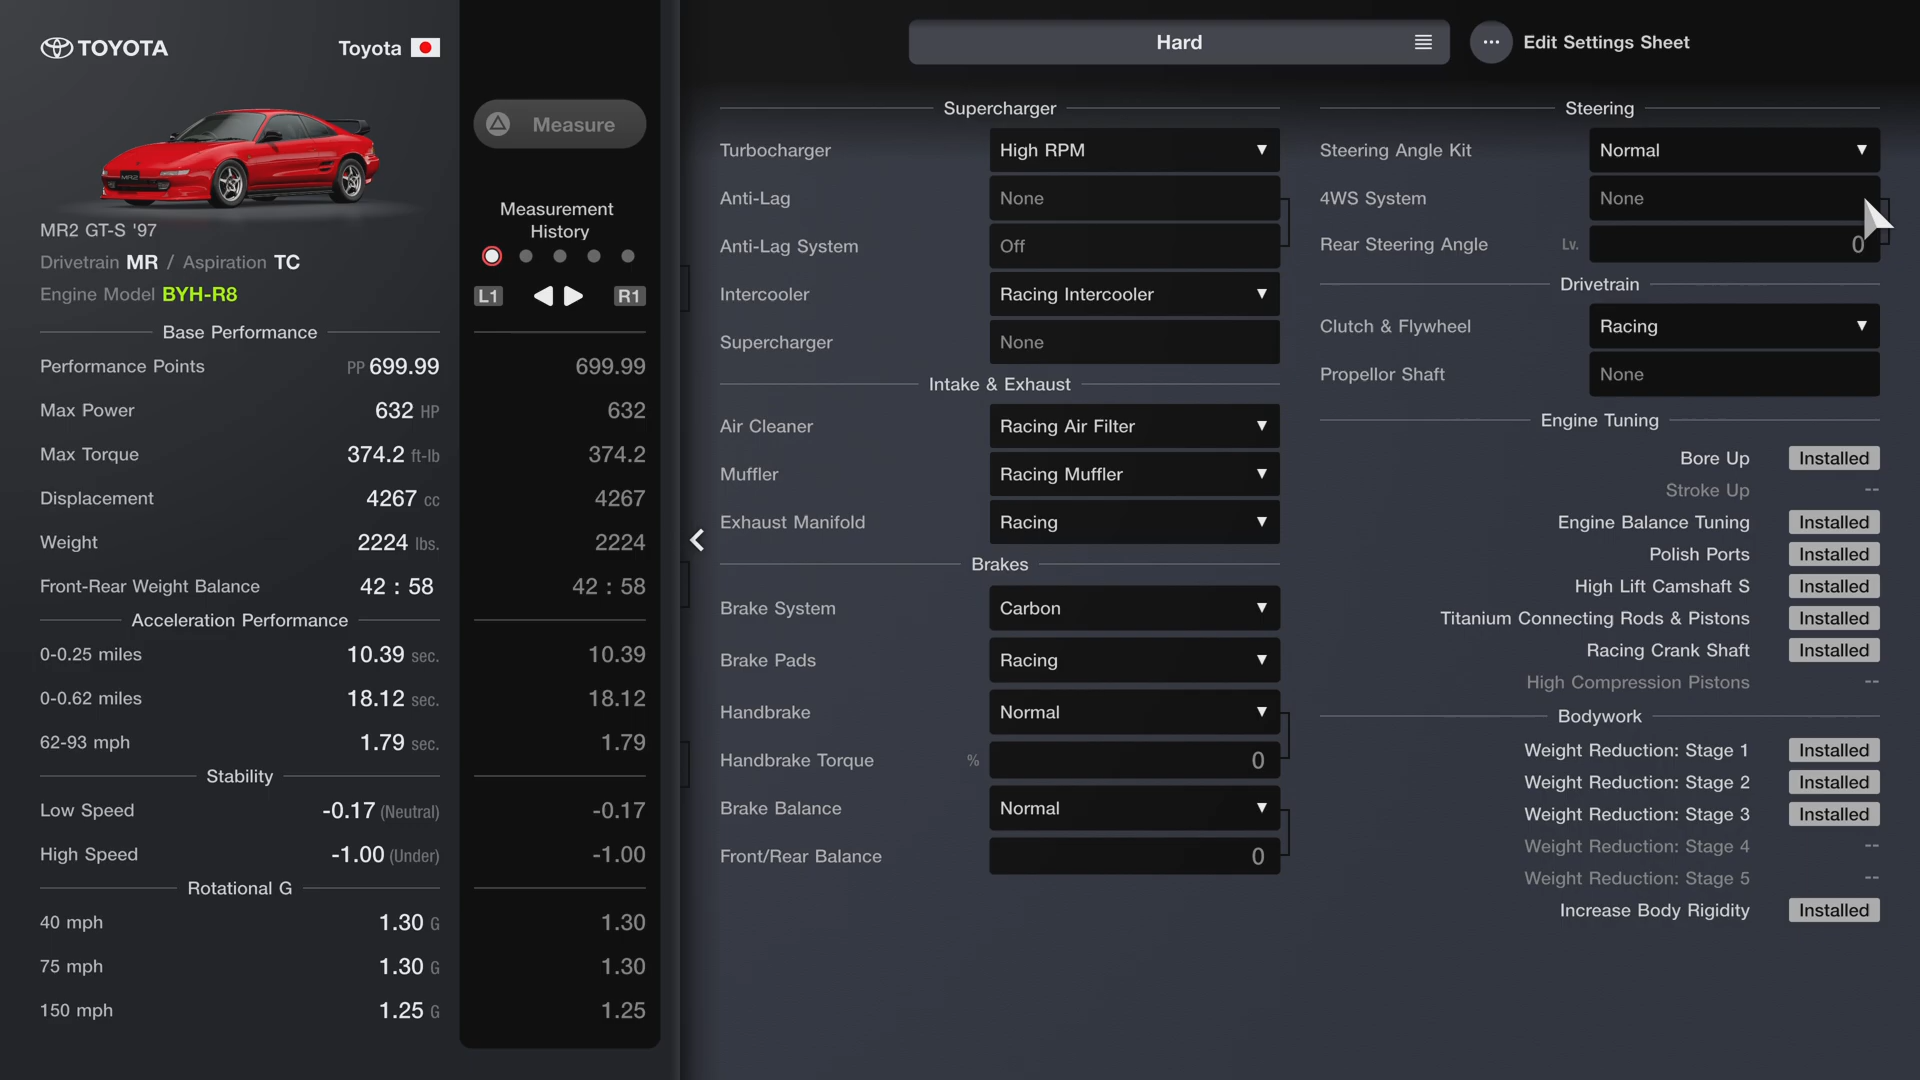 TOYOTA
Toyota
MR2
MR2 GT-S '97
Drivetrain MR / Aspiration TC
Engine Model BYH-R8
Base Performance
Performance Points PP 699.99
Max Power 632 HP
Max Torque 374.2 ft-lb
Displacement 4267 cc
Weight 2224 lbs.
Front-Rear Weight Balance 42 : 58
Acceleration Performance
0-0.25 miles 10.39 sec.
0-0.62 miles 18.12 sec.
62-93 mph 1.79 sec.
Stability
Low Speed -0.17 (Neutral)
High Speed -1.00 (Under)
Rotational G
40 mph 1.30 G
75 mph 1.30 G
150 mph 1.25 G
Measure
Measurement
History
L1 R1
699.99
632
374.2
4267
2224
42 : 58
10.39
18.12
1.79
-0.17
-1.00
1.30
1.30
1.25
Hard
Edit Settings Sheet
Supercharger
Turbocharger High RPM
Anti-Lag None
Anti-Lag System Off
Intercooler Racing Intercooler
Supercharger None
Intake & Exhaust
Air Cleaner Racing Air Filter
Muffler Racing Muffler
Exhaust Manifold Racing
Brakes
Brake System Carbon
Brake Pads Racing
Handbrake Normal
Handbrake Torque % 0
Brake Balance Normal
Front/Rear Balance 0
Steering
Steering Angle Kit Normal
4WS System None
Rear Steering Angle Lv. 0
Drivetrain
Clutch & Flywheel Racing
Propellor Shaft None
Engine Tuning
Bore Up Installed
Stroke Up --
Engine Balance Tuning Installed
Polish Ports Installed
High Lift Camshaft S Installed
Titanium Connecting Rods & Pistons Installed
Racing Crank Shaft Installed
High Compression Pistons --
Bodywork
Weight Reduction: Stage 1 Installed
Weight Reduction: Stage 2 Installed
Weight Reduction: Stage 3 Installed
Weight Reduction: Stage 4 --
Weight Reduction: Stage 5 --
Increase Body Rigidity Installed